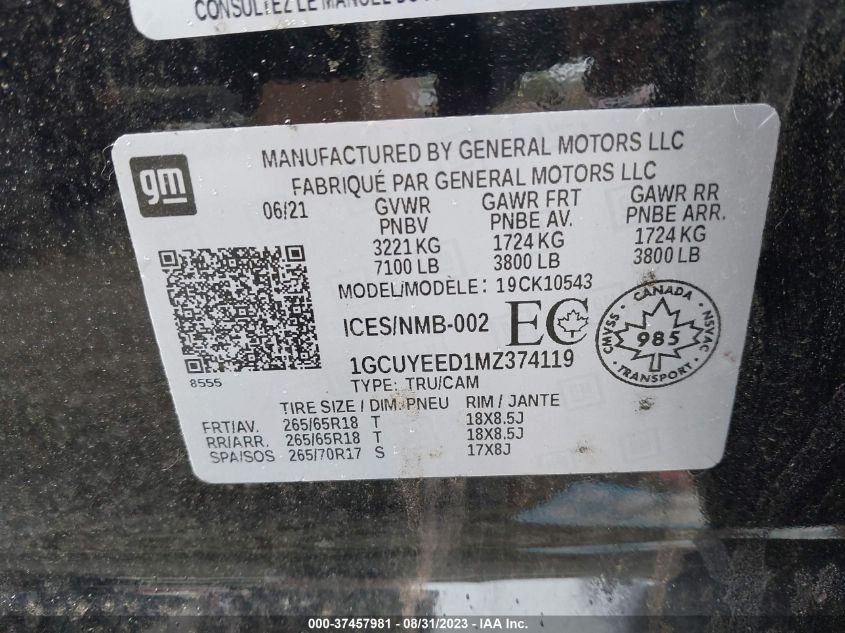 CONSULTEZ LE MANUEL DU
MANUFACTURED BY GENERAL MOTORS LLC
FABRIQUÉ PAR GENERAL MOTORS LLC
gm
06/21
GVWR GAWR FRT GAWR RR
PNBV PNBE AV. PNBE ARR.
3221 KG 1724 KG 1724 KG
7100 LB 3800 LB 3800 LB
MODEL/MODÈLE: 19CK10543
ICES/NMB-002 EC
CANADA
CMVSS 985 NSVAC
TRANSPORT
1GCUYEED1MZ374119
8555
TYPE: TRU/CAM
TIRE SIZE / DIM. PNEU RIM / JANTE
FRT/AV. 265/65R18 T 18X8.5J
RR/ARR. 265/65R18 T 18X8.5J
SPA/SOS 265/70R17 S 17X8J
000-37457981 - 08/31/2023 - IAA Inc.